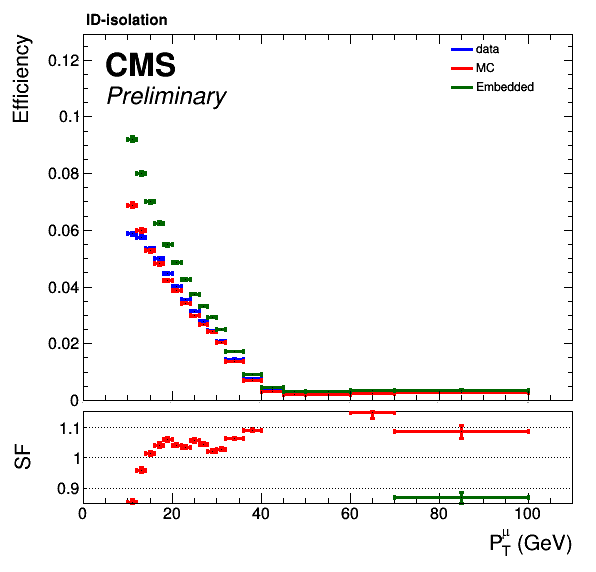 ID-isolation
Efficiency
0.12
0.1
0.08
0.06
0.04
0.02
0
CMS
Preliminary
data
MC
Embedded
SF
1.1
1
0.9
0 20 40 60 80 100
P_T^μ (GeV)